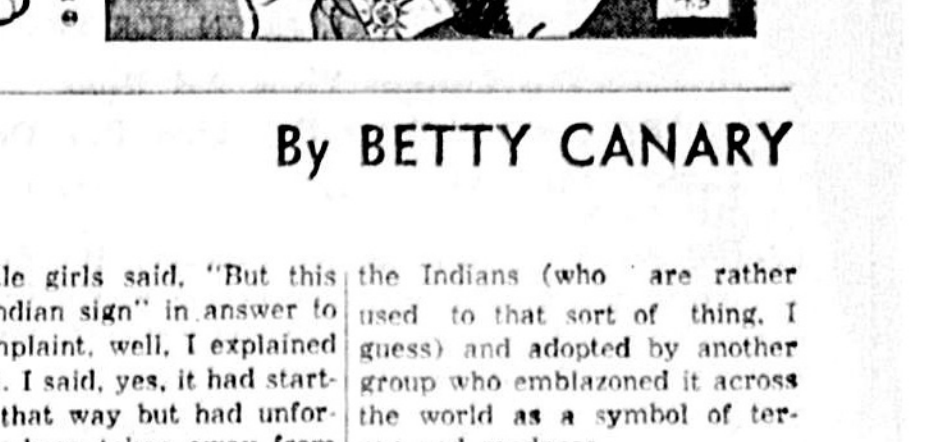 By BETTY CANARY
le girls said, "But this
ndian sign" in answer to
nplaint, well, I explained
. I said, yes, it had start-
that way but had unfor-
the Indians (who are rather
used to that sort of thing, I
guess) and adopted by another
group who emblazoned it across
the world as a symbol of ter-